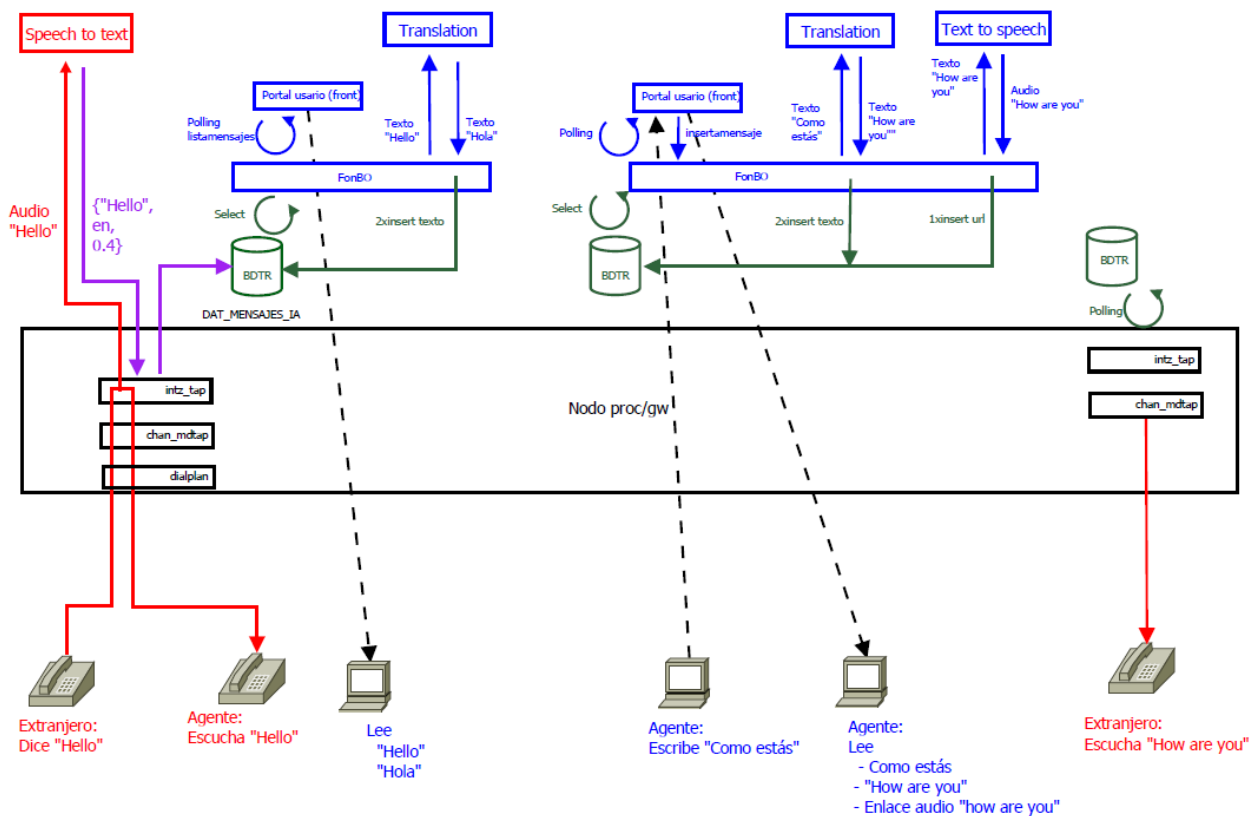 Speech to text
Translation
Translation
Text to speech
Portal usario (front)
Portal usario (front)
Polling
listamensajes
Texto
"Hello"
Texto
"Hola"
Polling
insertamensaje
Texto
"Como
estás"
Texto
"How are
you""
Texto
"How are
you"
Audio
"How are you"
FonBO
FonBO
Audio
"Hello"
{"Hello",
en,
0.4}
Select
2xinsert texto
Select
2xinsert texto
1xinsert url
BDTR
BDTR
BDTR
DAT_MENSAJES_IA
Polling
intz_tap
chan_mdtap
dialplan
Nodo proc/gw
intz_tap
chan_mdtap
Extranjero:
Dice "Hello"
Agente:
Escucha "Hello"
Lee
"Hello"
"Hola"
Agente:
Escribe "Como estás"
Agente:
Lee
- Como estás
- "How are you"
- Enlace audio "how are you"
Extranjero:
Escucha "How are you"